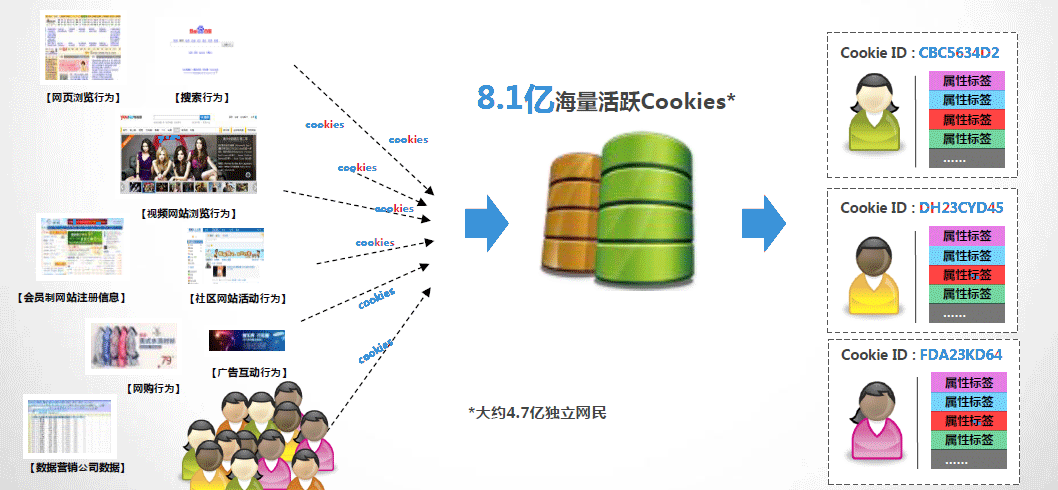 【网页浏览行为】
【搜索行为】
【视频网站浏览行为】
【会员制网站注册信息】
【社区网站活动行为】
【网购行为】
【广告互动行为】
【数据营销公司数据】
cookies
cookies
cookies
cookies
cookies
cookies
cookies
8.1亿海量活跃Cookies*
*大约4.7亿独立网民
Cookie ID : CBC5634D2
属性标签
属性标签
属性标签
属性标签
......
Cookie ID : DH23CYD45
属性标签
属性标签
属性标签
属性标签
......
Cookie ID : FDA23KD64
属性标签
属性标签
属性标签
属性标签
......